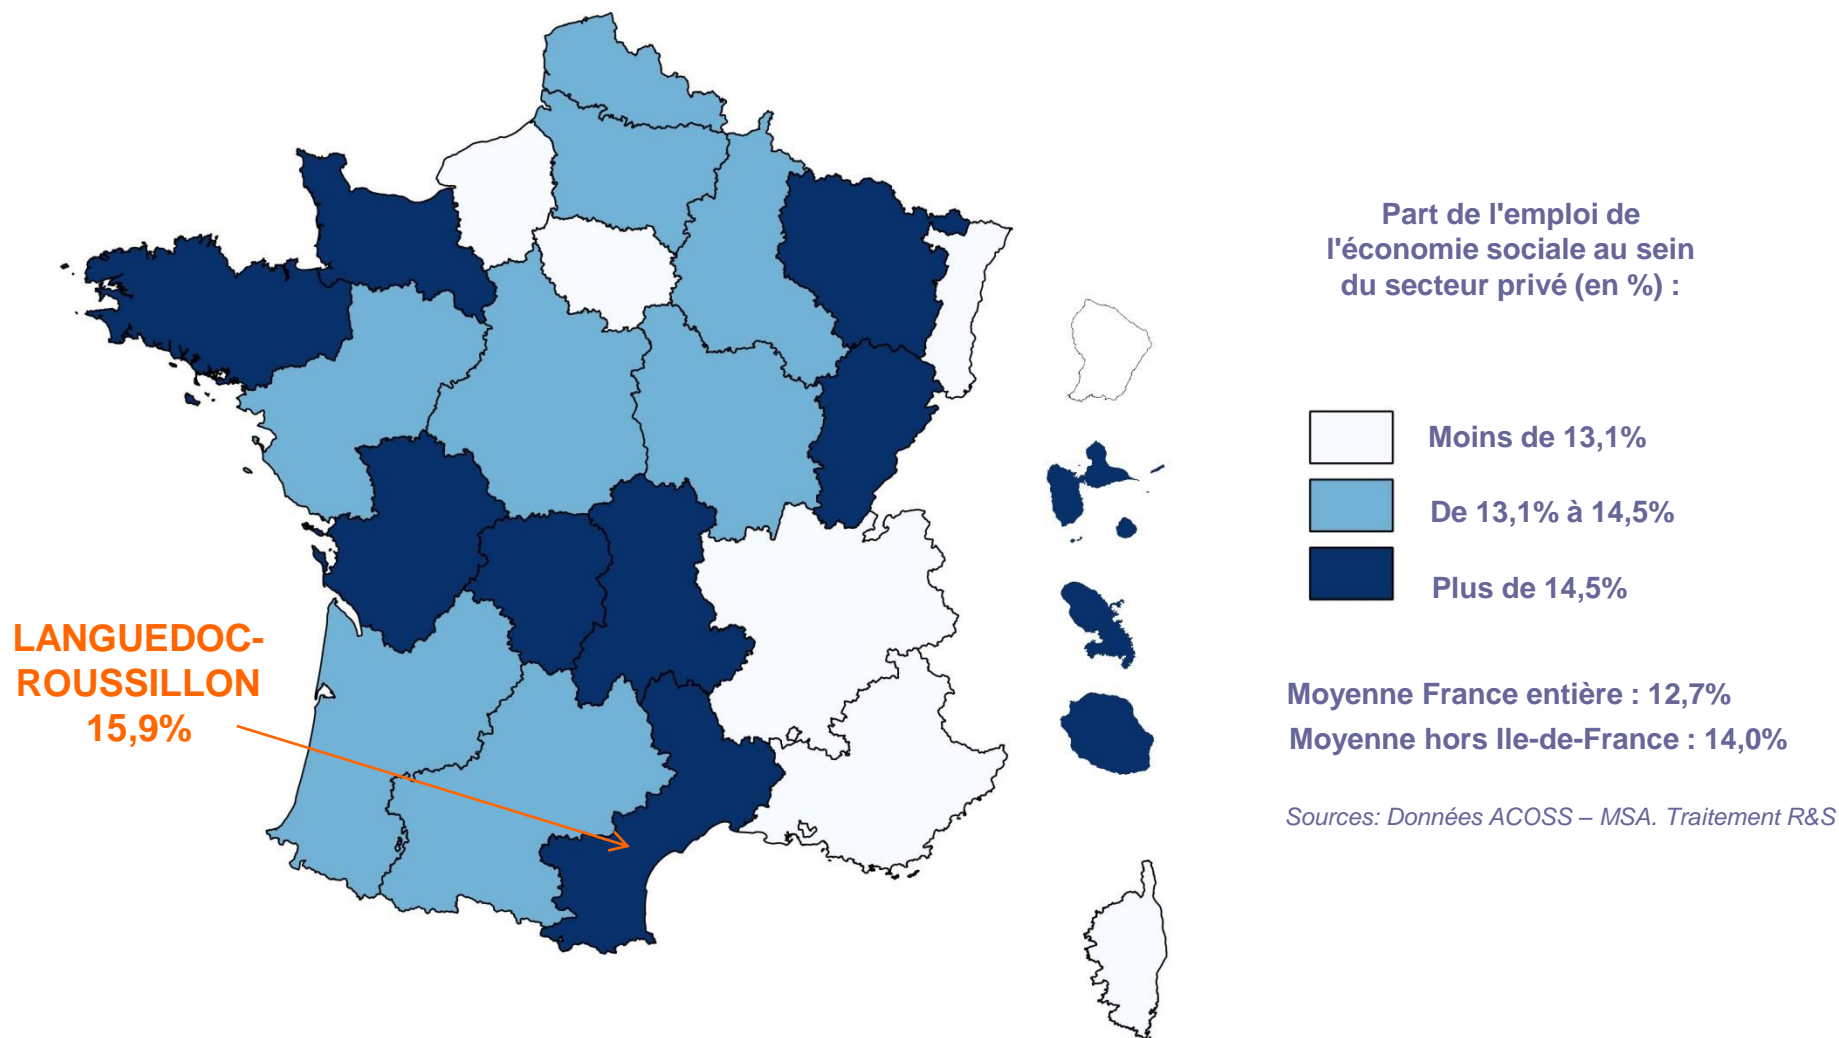 Part de l'emploi de
l'économie sociale au sein
du secteur privé (en %) :
Moins de 13,1%
De 13,1% à 14,5%
Plus de 14,5%
LANGUEDOC-
ROUSSILLON
15,9%
Moyenne France entière : 12,7%
Moyenne hors Ile-de-France : 14,0%
Sources: Données ACOSS – MSA. Traitement R&S